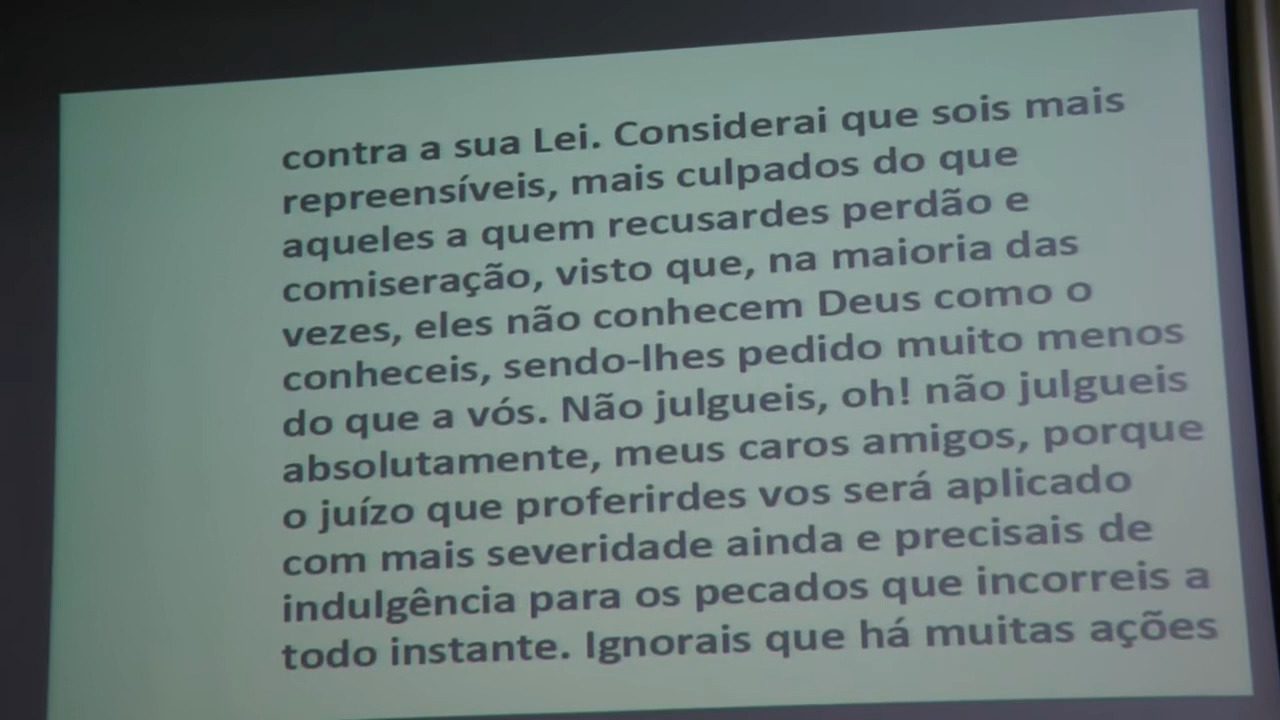 contra a sua Lei. Considerai que sois mais
repreensíveis, mais culpados do que
aqueles a quem recusardes perdão e
comiseração, visto que, na maioria das
vezes, eles não conhecem Deus como o
conheceis, sendo-lhes pedido muito menos
do que a vós. Não julgueis, oh! não julgueis
absolutamente, meus caros amigos, porque
o juízo que proferirdes vos será aplicado
com mais severidade ainda e precisais de
indulgência para os pecados que incorreis a
todo instante. Ignorais que há muitas ações